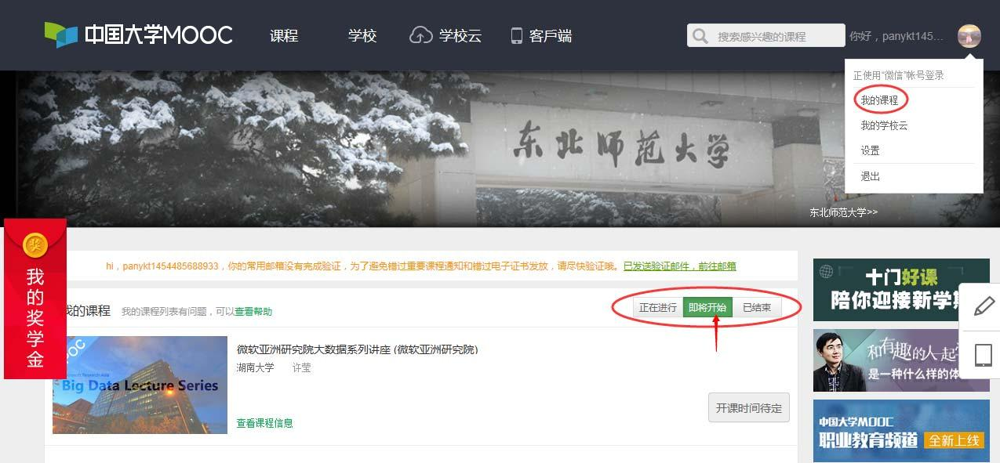 中国大学MOOC
课程
学校
学校云
客戶端
搜索感兴趣的课程
你好，panykt145...
正使用“微信”帐号登录
我的课程
我的学校云
设置
退出
东北师范大学
东北师范大学>>
奖
我的奖学金
hi，panykt1454485688933，你的常用邮箱没有完成验证，为了避免错过重要课程通知和错过电子证书发放，请尽快验证哦。已发送验证邮件，前往邮箱
的课程
我的课程列表有问题，可以查看帮助
正在进行
即将开始
已结束
OOC
Microsoft Research Asia
Big Data Lecture Series
微软亚洲研究院大数据系列讲座 (微软亚洲研究院)
湖南大学 许莹
查看课程信息
开课时间待定
十门好课
陪你迎接新学
和有趣的人一起
是一种什么样的体
中国大学MOOC
职业教育频道 全新上线